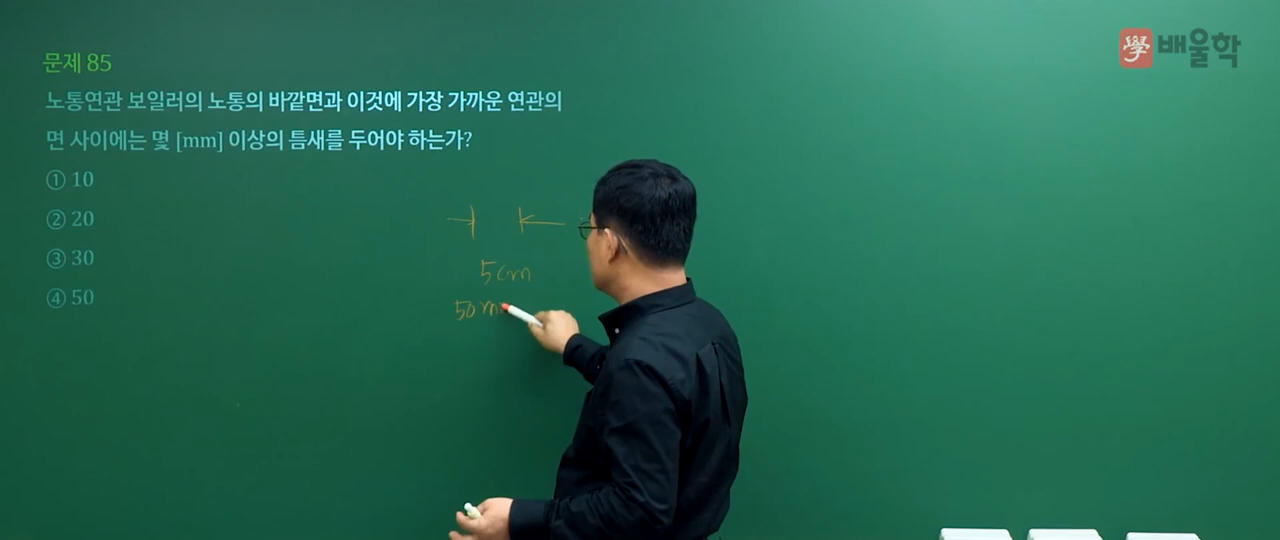 學 배울학
문제 85
노통연관 보일러의 노통의 바깥면과 이것에 가장 가까운 연관의
면 사이에는 몇 [mm] 이상의 틈새를 두어야 하는가?
① 10
② 20
③ 30
④ 50
5cm
50m